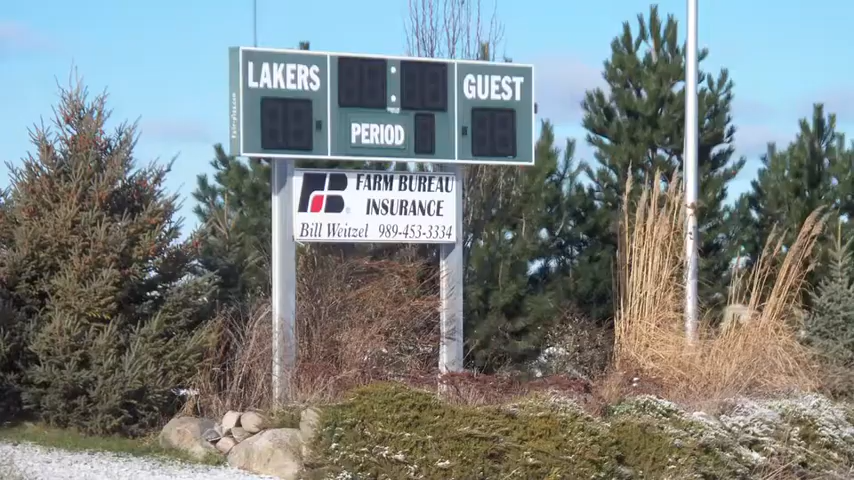 LAKERS GUEST
PERIOD
FB FARM BUREAU
INSURANCE
Bill Weitzel 989-453-3334